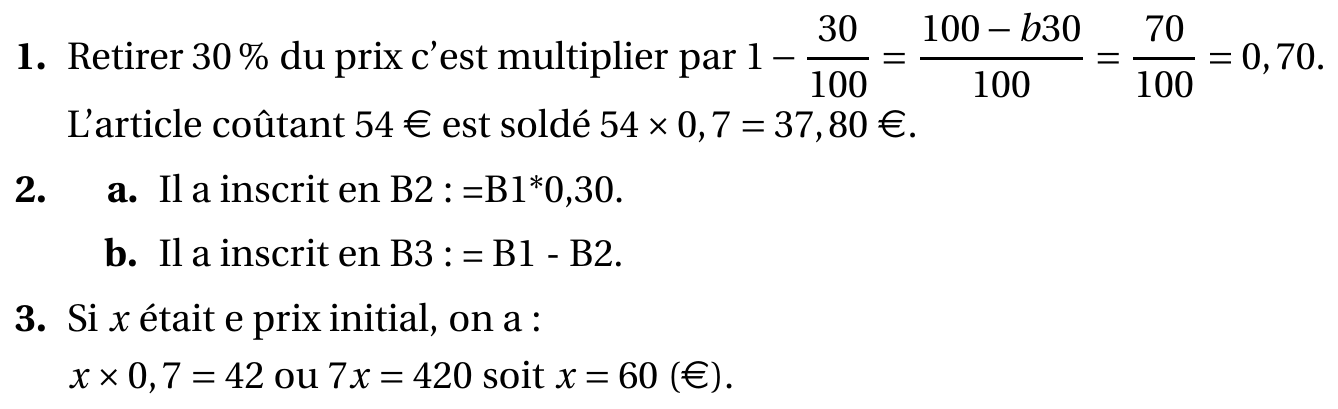 1. Retirer 30 % du prix c’est multiplier par 1 − 30/100 = (100 − b30)/100 = 70/100 = 0,70.
L’article coûtant 54 € est soldé 54 × 0,7 = 37,80 €.
2. a. Il a inscrit en B2 : =B1*0,30.
b. Il a inscrit en B3 : = B1 - B2.
3. Si x était e prix initial, on a :
x × 0,7 = 42 ou 7x = 420 soit x = 60 (€).